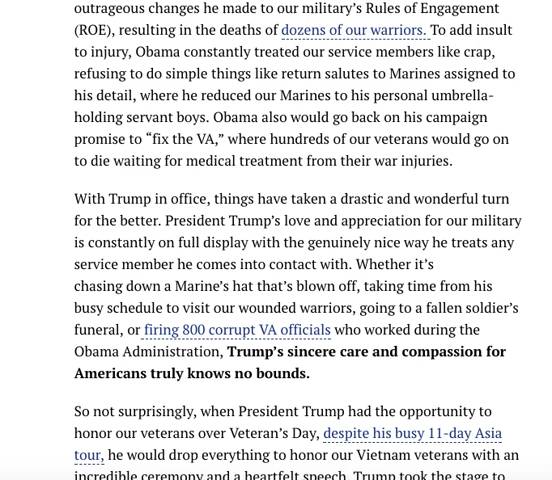 outrageous changes he made to our military’s Rules of Engagement
(ROE), resulting in the deaths of dozens of our warriors. To add insult
to injury, Obama constantly treated our service members like crap,
refusing to do simple things like return salutes to Marines assigned to
his detail, where he reduced our Marines to his personal umbrella-
holding servant boys. Obama also would go back on his campaign
promise to “fix the VA,” where hundreds of our veterans would go on
to die waiting for medical treatment from their war injuries.
With Trump in office, things have taken a drastic and wonderful turn
for the better. President Trump’s love and appreciation for our military
is constantly on full display with the genuinely nice way he treats any
service member he comes into contact with. Whether it’s
chasing down a Marine’s hat that’s blown off, taking time from his
busy schedule to visit our wounded warriors, going to a fallen soldier’s
funeral, or firing 800 corrupt VA officials who worked during the
Obama Administration, Trump’s sincere care and compassion for
Americans truly knows no bounds.
So not surprisingly, when President Trump had the opportunity to
honor our veterans over Veteran’s Day, despite his busy 11-day Asia
tour, he would drop everything to honor our Vietnam veterans with an
incredible ceremony and a heartfelt speech. Trump took the stage to